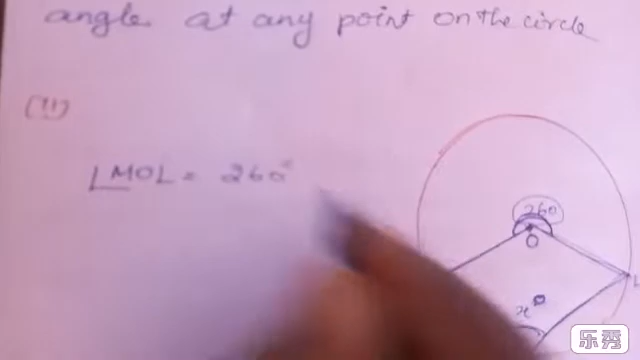 angle at any point on the circle
(ii)
∠MOL = 260°
260
O
L
x°
乐秀